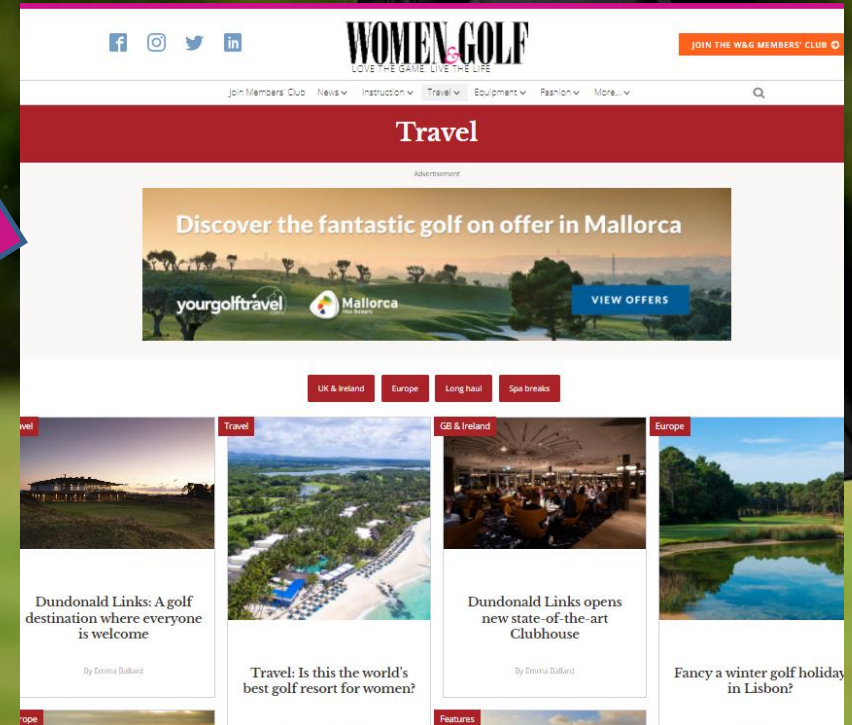 WOMEN & GOLF
LOVE THE GAME. LIVE THE LIFE
JOIN THE W&G MEMBERS' CLUB
Join Members' Club News Instruction Travel Equipment Fashion More...
Travel
Advertisement
Discover the fantastic golf on offer in Mallorca
yourgolftravel Mallorca VIEW OFFERS
UK & Ireland Europe Long haul Spa breaks
vel
Dundonald Links: A golf
destination where everyone
is welcome
By Emma Ballard
Travel
Travel: Is this the world's
best golf resort for women?
GB & Ireland
Dundonald Links opens
new state-of-the-art
Clubhouse
By Emma Ballard
Europe
Fancy a winter golf holiday
in Lisbon?
rope
Features